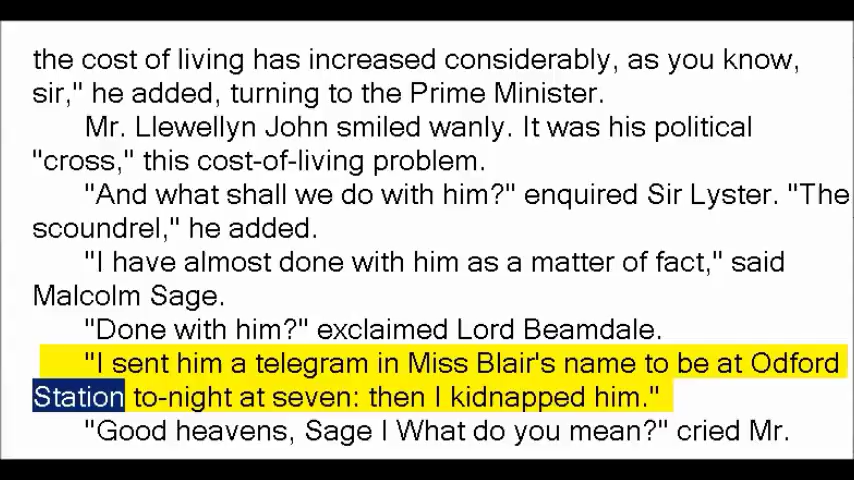 the cost of living has increased considerably, as you know,
sir," he added, turning to the Prime Minister.
Mr. Llewellyn John smiled wanly. It was his political
"cross," this cost-of-living problem.
"And what shall we do with him?" enquired Sir Lyster. "The
scoundrel," he added.
"I have almost done with him as a matter of fact," said
Malcolm Sage.
"Done with him?" exclaimed Lord Beamdale.
"I sent him a telegram in Miss Blair's name to be at Odford
Station to-night at seven: then I kidnapped him."
"Good heavens, Sage I What do you mean?" cried Mr.